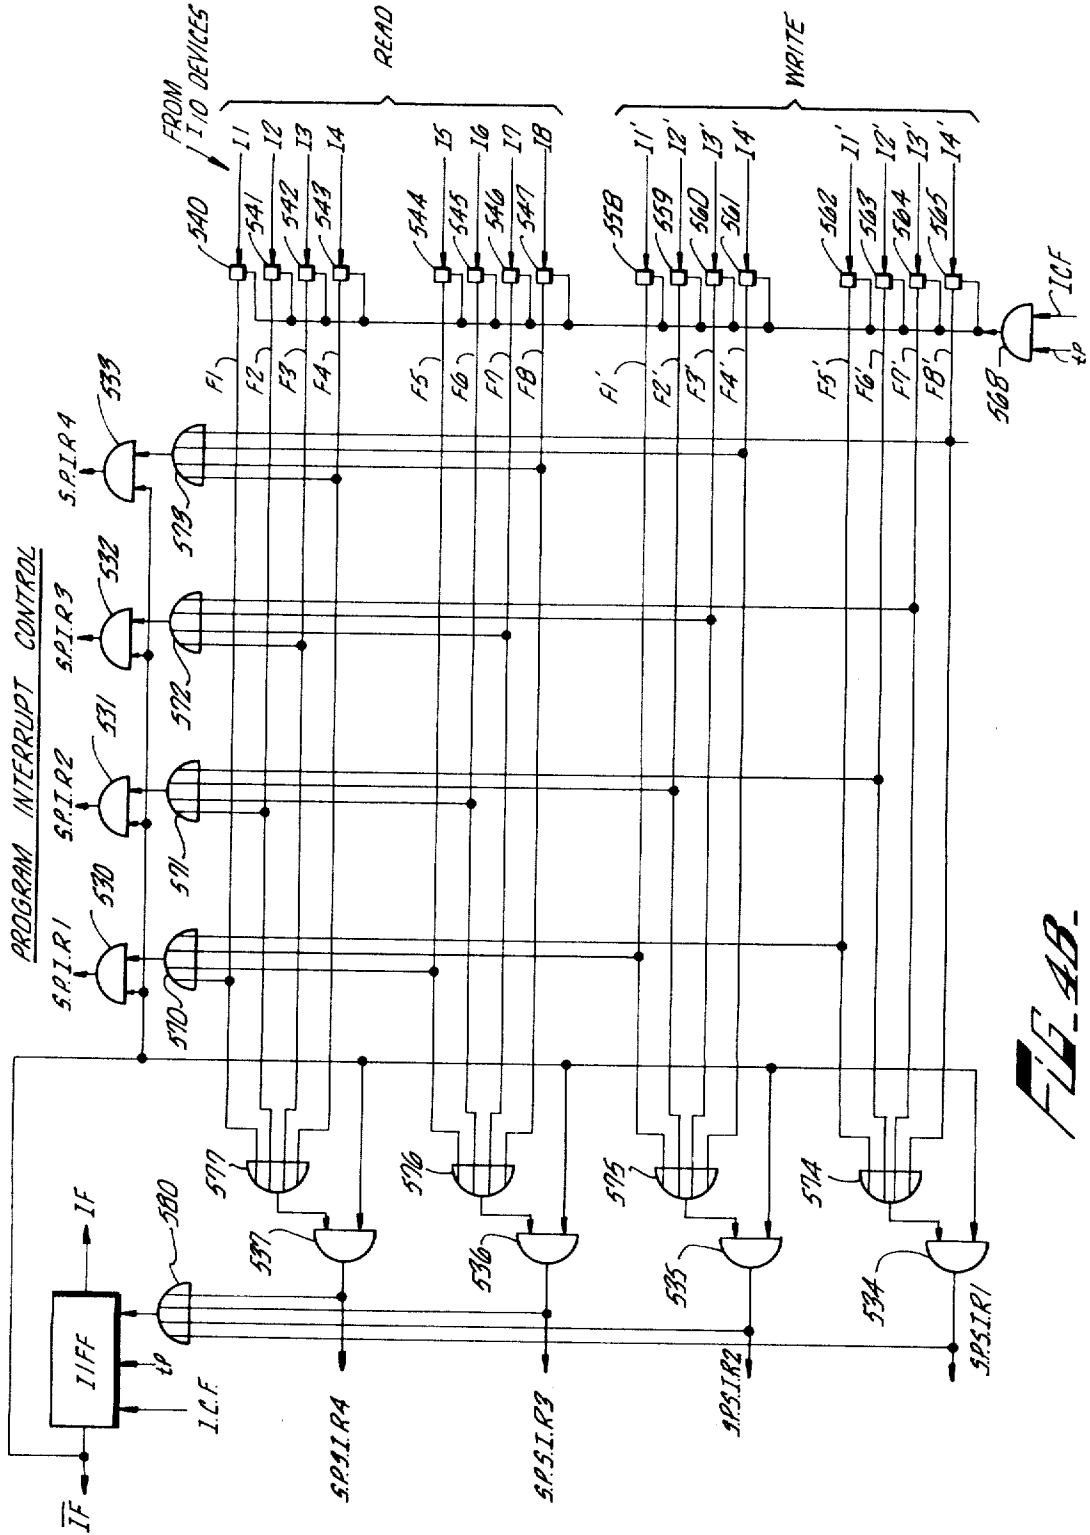 PROGRAM INTERRUPT CONTROL
S.P.I.R1
S.P.I.R2
S.P.I.R3
S.P.I.R4
530
531
532
533
570
571
572
573
FROM
I/O DEVICES
READ
WRITE
540
541
542
543
I1
I2
I3
I4
F1
F2
F3
F4
544
545
546
547
I5
I6
I7
I8
F5
F6
F7
F8
558
559
560
561
I1'
I2'
I3'
I4'
F1'
F2'
F3'
F4'
562
563
564
565
I1'
I2'
I3'
I4'
F5'
F6'
F7'
F8'
568
tP
ICF
577
576
575
574
537
536
535
534
580
IF
I1FF
I̅F̅
tP
I.C.F.
S.P.S.I.R4
S.P.S.I.R3
S.P.S.I.R2
S.P.S.I.R1
FIG_4B_